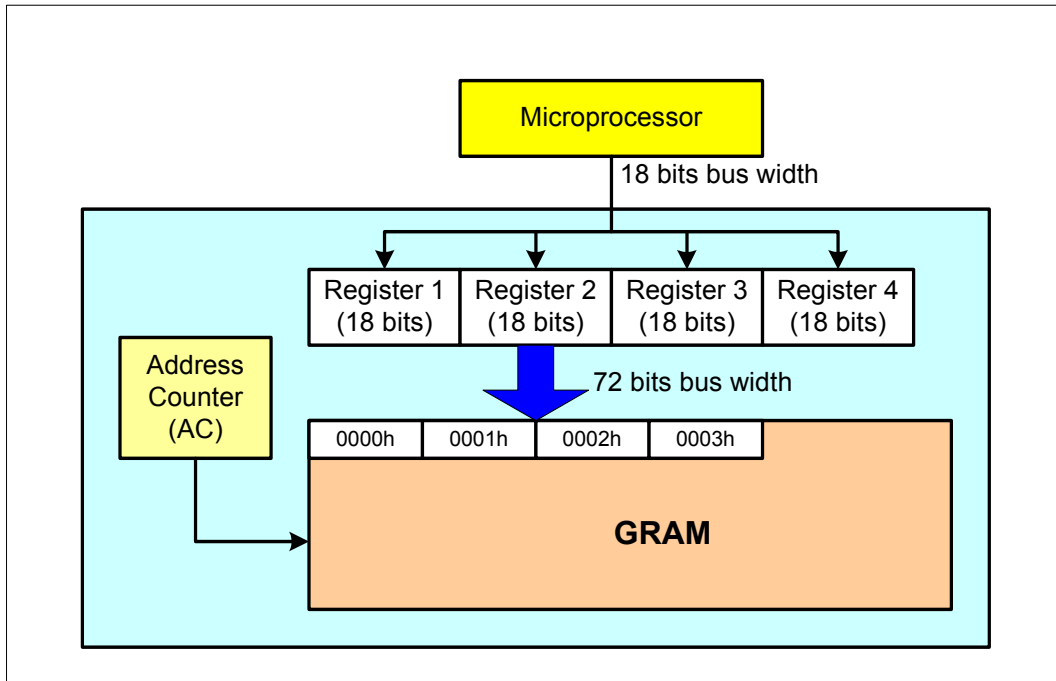 Microprocessor
18 bits bus width
Register 1 Register 2 Register 3 Register 4
(18 bits) (18 bits) (18 bits) (18 bits)
Address
Counter
(AC)
72 bits bus width
0000h 0001h 0002h 0003h
GRAM